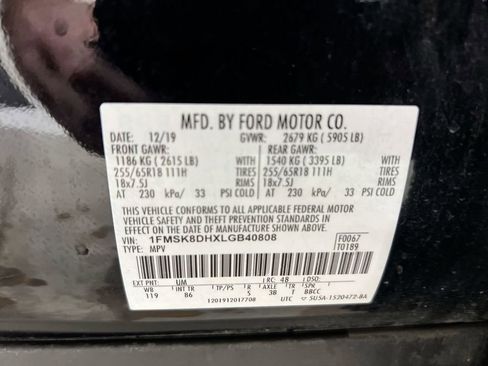 MFD. BY FORD MOTOR CO.
DATE: 12/19 GVWR: 2679 KG ( 5905 LB)
FRONT GAWR: REAR GAWR:
1186 KG ( 2615 LB) WITH 1540 KG ( 3395 LB) WITH
255/65R18 111H TIRES 255/65R18 111H TIRES
18x7.5J RIMS 18x7.5J RIMS
AT 230 kPa/ 33 PSI COLD AT 230 kPa/ 33 PSI COLD
THIS VEHICLE CONFORMS TO ALL APPLICABLE FEDERAL MOTOR
VEHICLE SAFETY AND THEFT PREVENTION STANDARDS IN
EFFECT ON THE DATE OF MANUFACTURE SHOWN ABOVE.
VIN: 1FMSK8DHXLGB40808 F0067
TYPE: MPV T0189
EXT PNT: UM RC: 48 DSO:
WB INT TR TP/PS R AXLE TR SPR
119 86 S 3B T BBCC
1201912017708 UTC 5U5A-1520472-BA